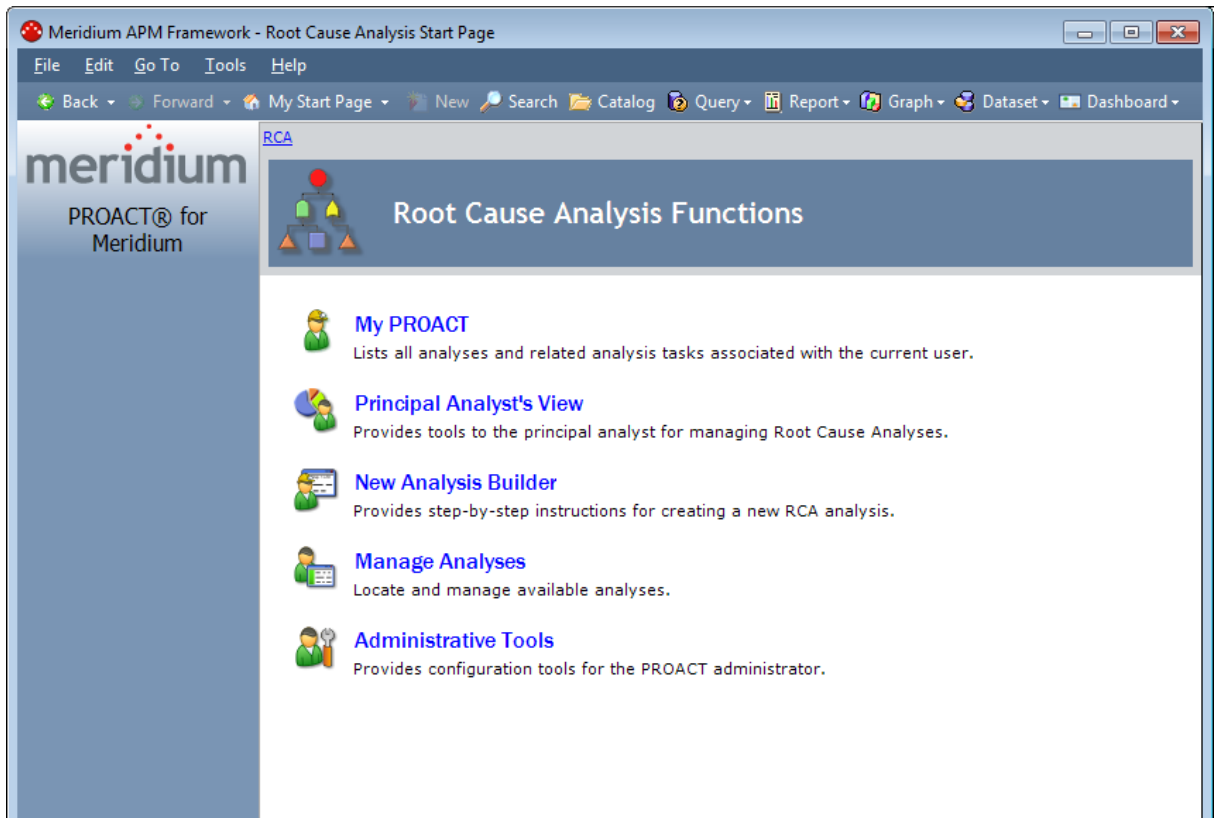 Meridium APM Framework - Root Cause Analysis Start Page
File Edit Go To Tools Help
Back Forward My Start Page New Search Catalog Query Report Graph Dataset Dashboard
meridium
PROACT® for
Meridium
RCA
Root Cause Analysis Functions
My PROACT
Lists all analyses and related analysis tasks associated with the current user.
Principal Analyst's View
Provides tools to the principal analyst for managing Root Cause Analyses.
New Analysis Builder
Provides step-by-step instructions for creating a new RCA analysis.
Manage Analyses
Locate and manage available analyses.
Administrative Tools
Provides configuration tools for the PROACT administrator.